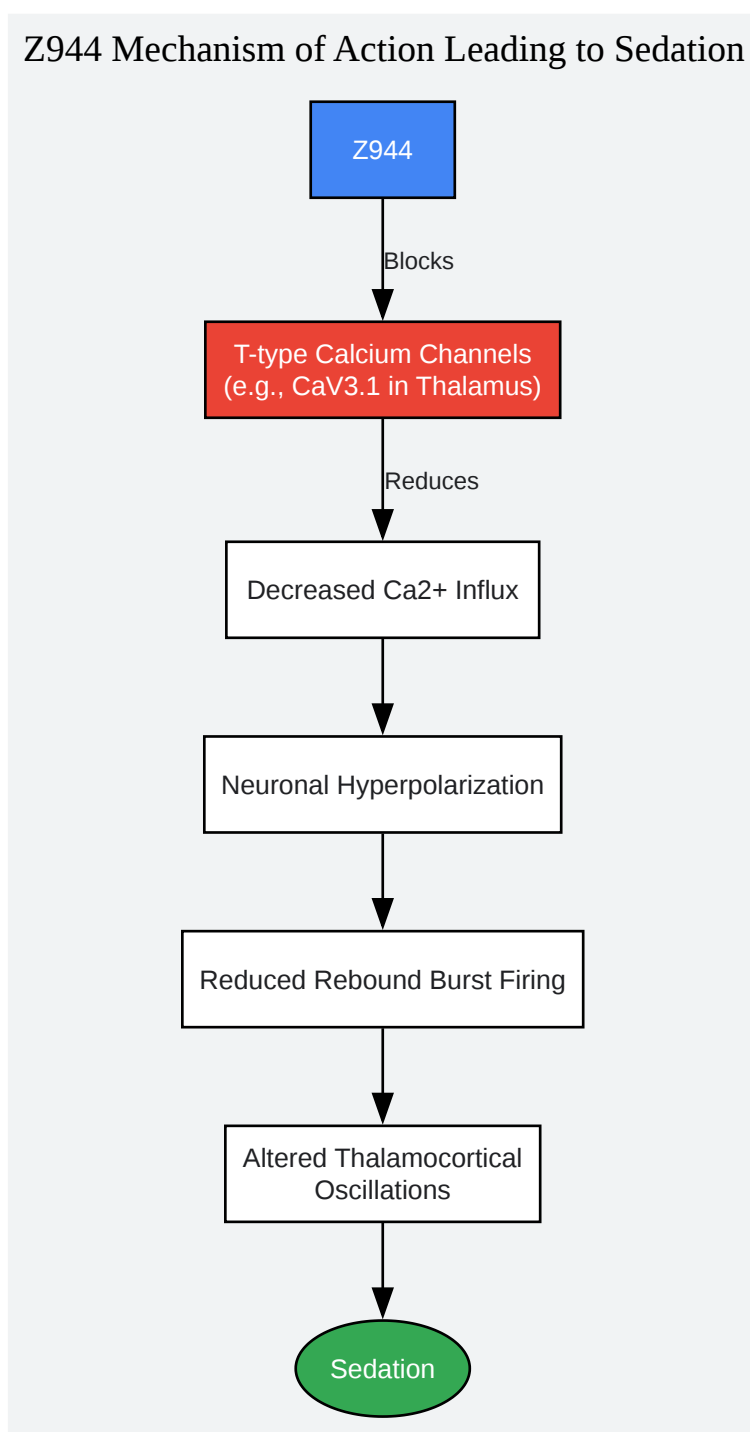 Z944 Mechanism of Action Leading to Sedation
Z944
Blocks
T-type Calcium Channels
(e.g., CaV3.1 in Thalamus)
Reduces
Decreased Ca2+ Influx
Neuronal Hyperpolarization
Reduced Rebound Burst Firing
Altered Thalamocortical
Oscillations
Sedation